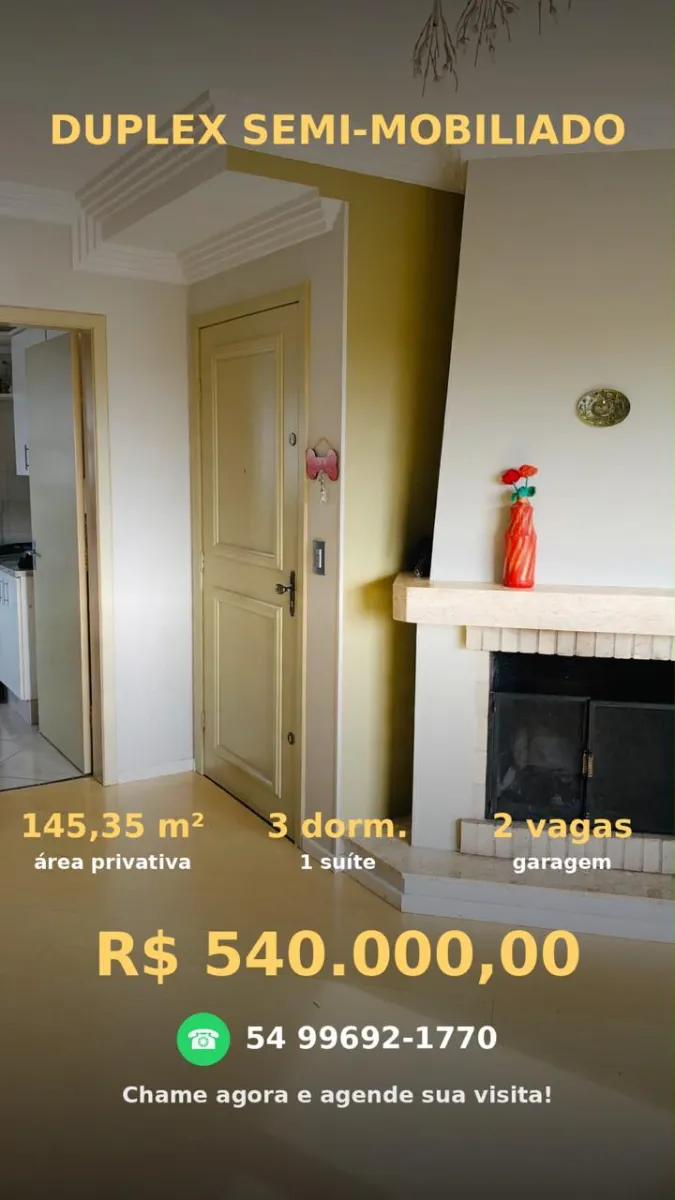 DUPLEX SEMI-MOBILIADO
145,35 m² 3 dorm. 2 vagas
área privativa 1 suíte garagem
R$ 540.000,00
54 99692-1770
Chame agora e agende sua visita!